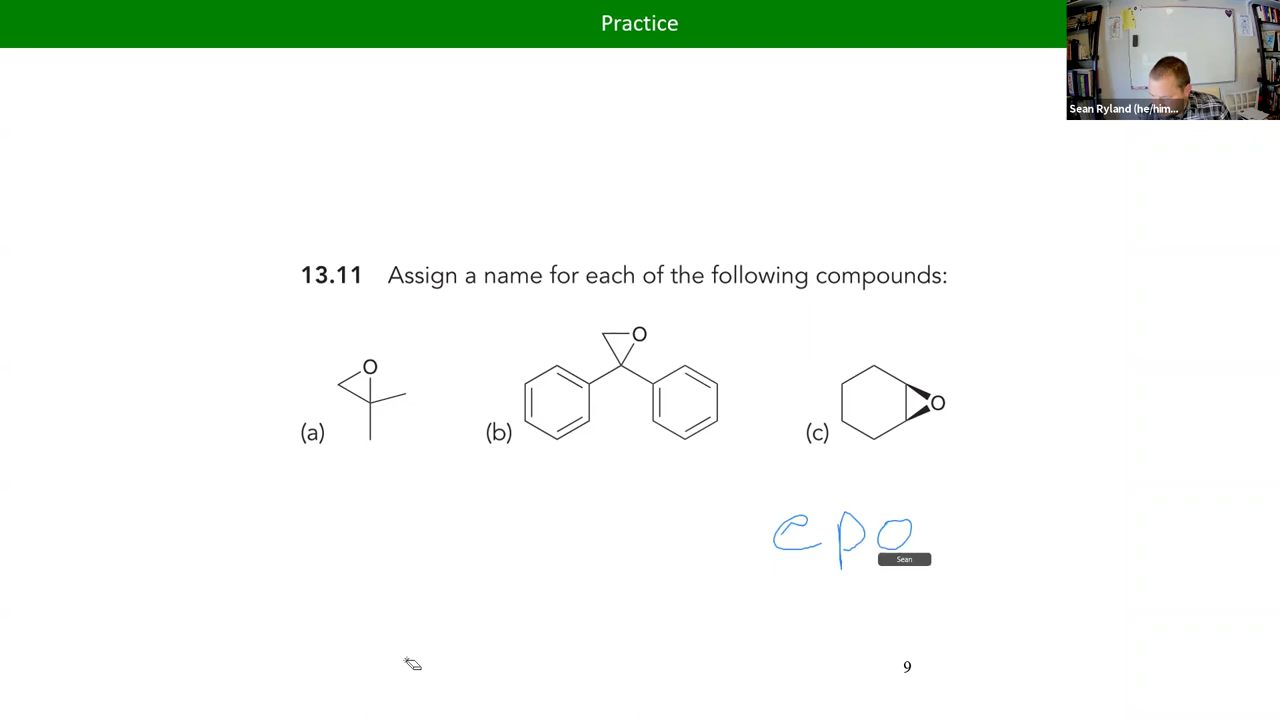 Practice
Sean Ryland (he/him...
13.11 Assign a name for each of the following compounds:
O
O
O
(a)
(b)
(c)
epo
Sean
9